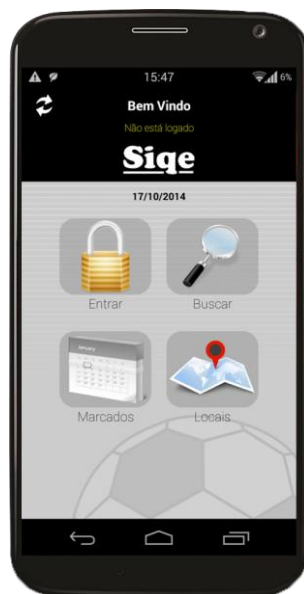 15:47
6%
Bem Vindo
Não está logado
Siqe
17/10/2014
Entrar
Buscar
Marcados
Locais